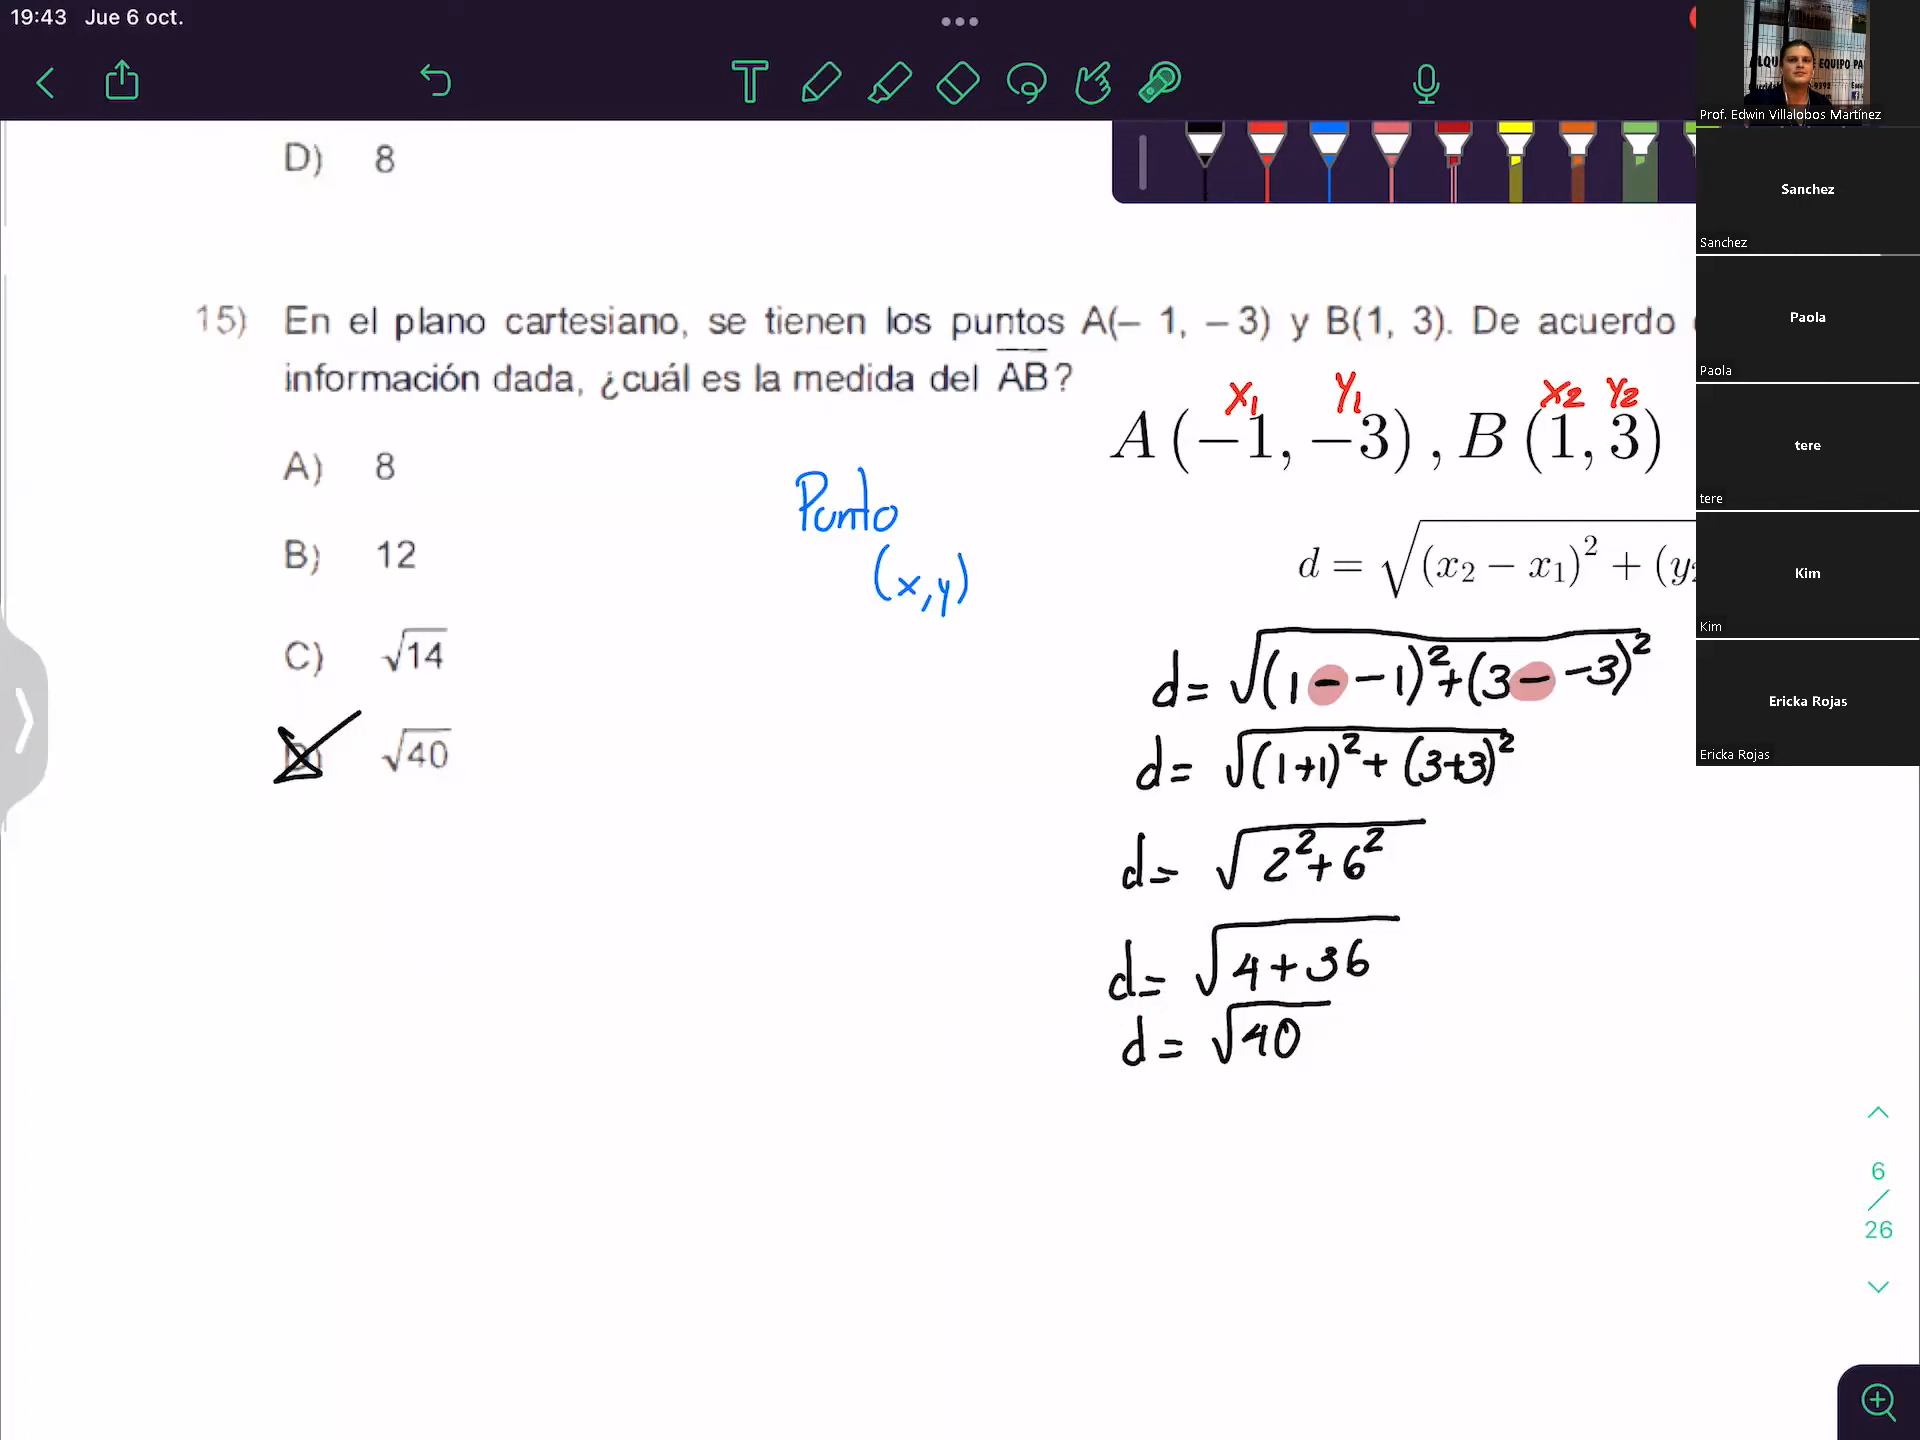 19:43 Jue 6 oct.
Prof. Edwin Villalobos Martínez
D) 8
Sanchez
Sanchez
15) En el plano cartesiano, se tienen los puntos A(– 1, – 3) y B(1, 3). De acuerdo
información dada, ¿cuál es la medida del AB?
Paola
Paola
x₁ y₁ x₂ y₂
A (−1, −3) , B (1, 3)
A) 8
Punto
(x,y)
tere
tere
B) 12
d = √(x₂ − x₁)² + (y₂
Kim
Kim
C) √14
d = √(1 − −1)² + (3 − −3)²
D) √40
d = √(1+1)² + (3+3)²
Ericka Rojas
Ericka Rojas
d = √2² + 6²
d = √4 + 36
d = √40
6
/
26